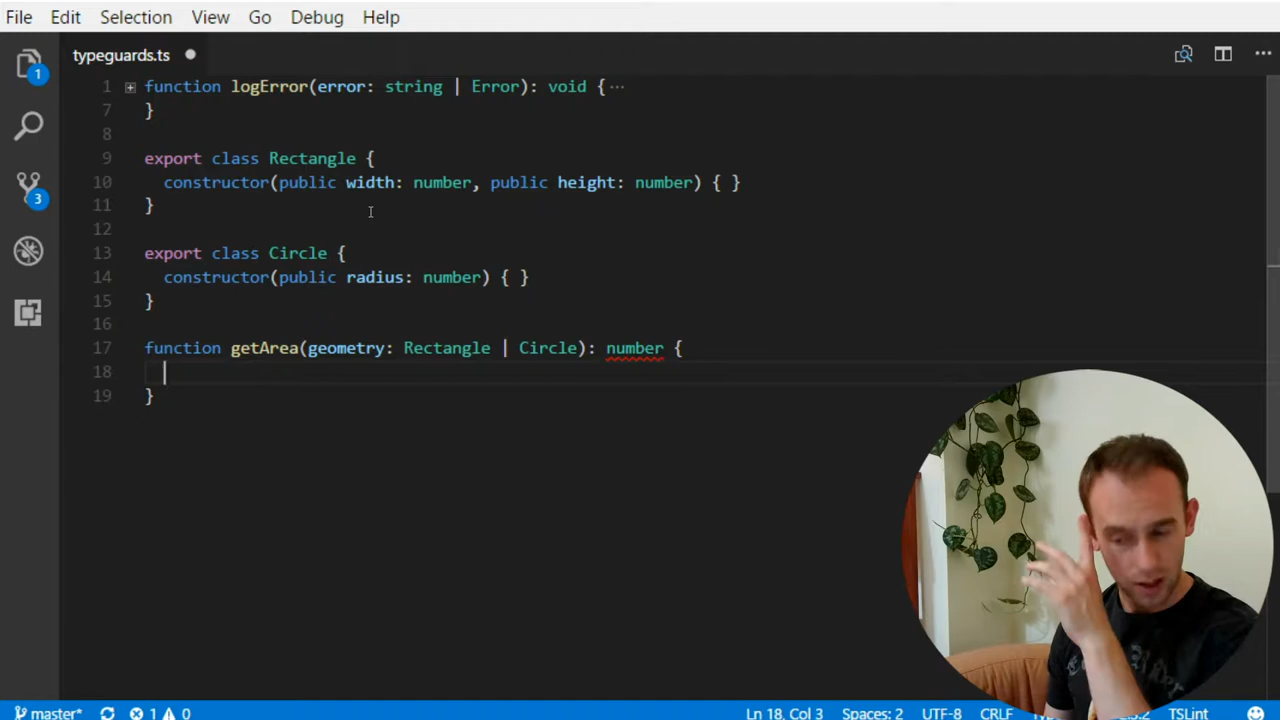 File Edit Selection View Go Debug Help
typeguards.ts
1 function logError(error: string | Error): void {···
7 }
8
9 export class Rectangle {
10 constructor(public width: number, public height: number) { }
11 }
12
13 export class Circle {
14 constructor(public radius: number) { }
15 }
16
17 function getArea(geometry: Rectangle | Circle): number {
18
19 }
1
3
master* 1 0 Ln 18, Col 3 Spaces: 2 UTF-8 CRLF TSLint